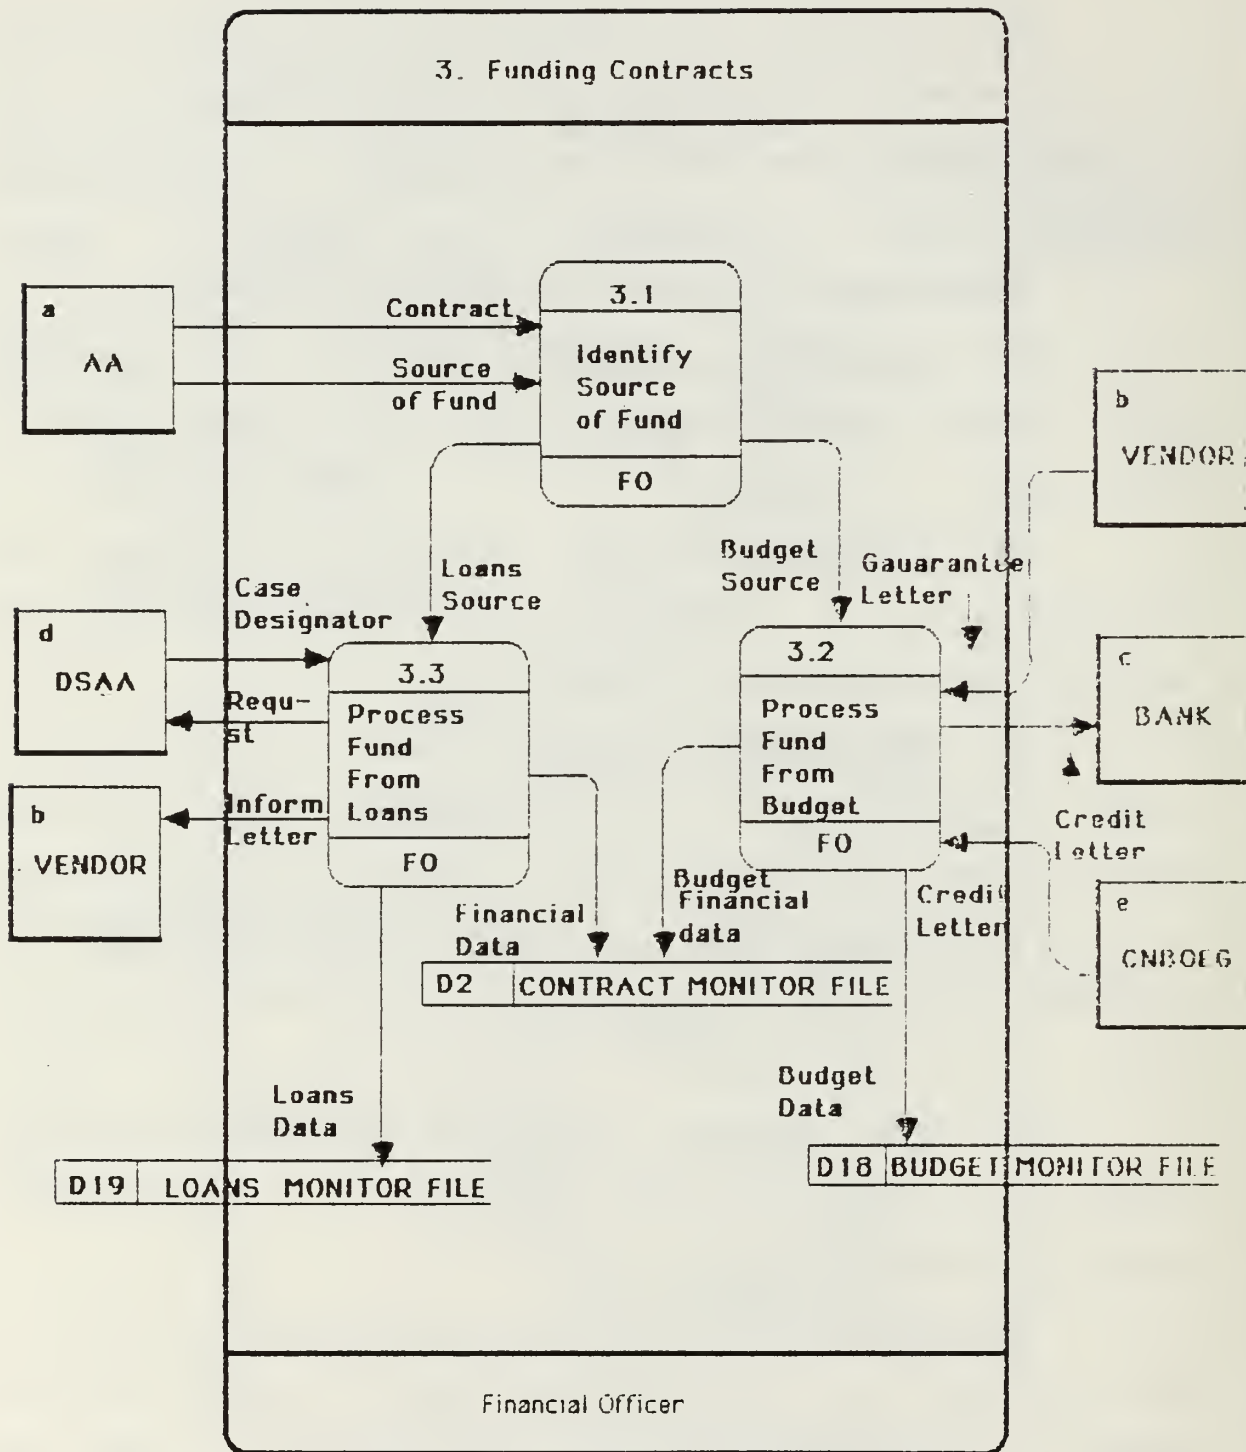 3. Funding Contracts
3.1
Identify
Source
of Fund
FO
Contract
Source
of Fund
a
AA
b
VENDOR
Loans
Source
Budget
Source
Gauarantee
Letter
Case
Designator
d
DSAA
Requ-
st
3.3
Process
Fund
From
Loans
FO
3.2
Process
Fund
From
Budget
FO
c
BANK
b
VENDOR
Inform
Letter
Credit
Letter
e
CNBOEG
Financial
Data
Budget
Financial
data
Credit
Letter
D2 CONTRACT MONITOR FILE
Loans
Data
Budget
Data
D19 LOANS MONITOR FILE
D18 BUDGET MONITOR FILE
Financial Officer